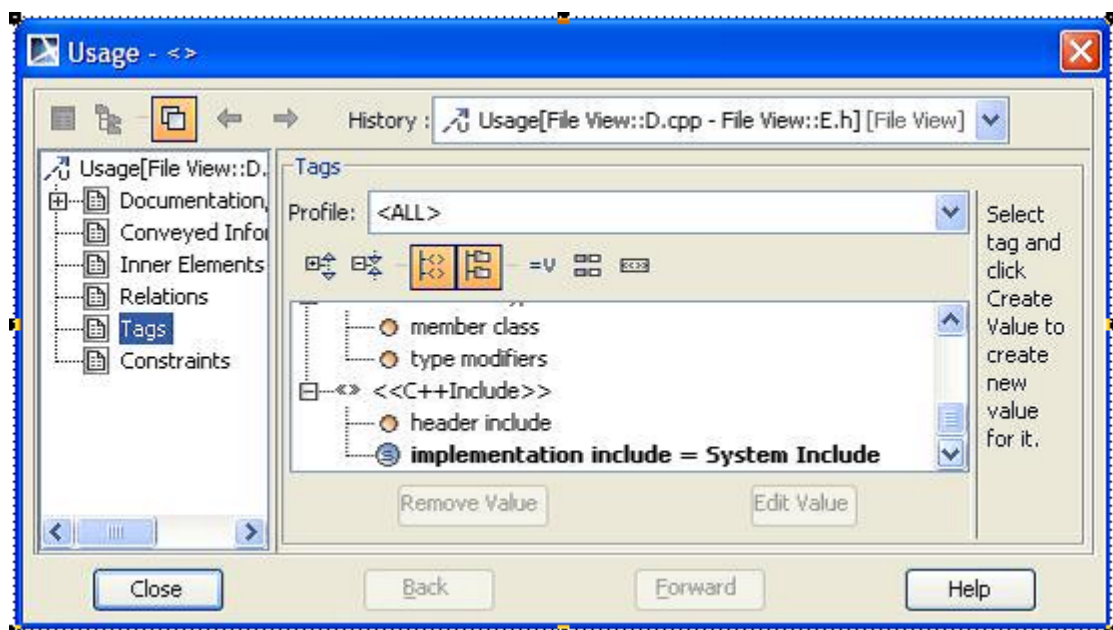 Usage - <>
History : Usage[File View::D.cpp - File View::E.h] [File View]
Usage[File View::D.
Documentation,
Conveyed Infor
Inner Elements
Relations
Tags
Constraints
Tags
Profile: <ALL>
=V
member class
type modifiers
<<C++Include>>
header include
implementation include = System Include
Remove Value Edit Value
Select
tag and
click
Create
Value to
create
new
value
for it.
Close Back Forward Help